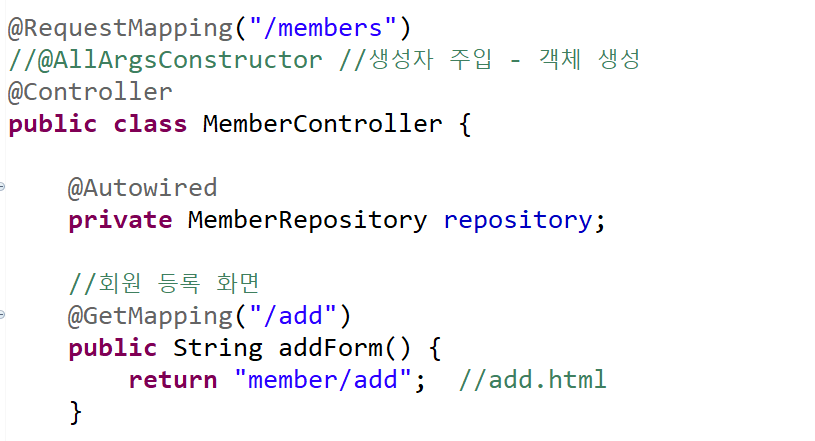 @RequestMapping("/members")
//@AllArgsConstructor //생성자 주입 - 객체 생성
@Controller
public class MemberController {
@Autowired
private MemberRepository repository;
//회원 등록 화면
@GetMapping("/add")
public String addForm() {
return "member/add";  //add.html
}